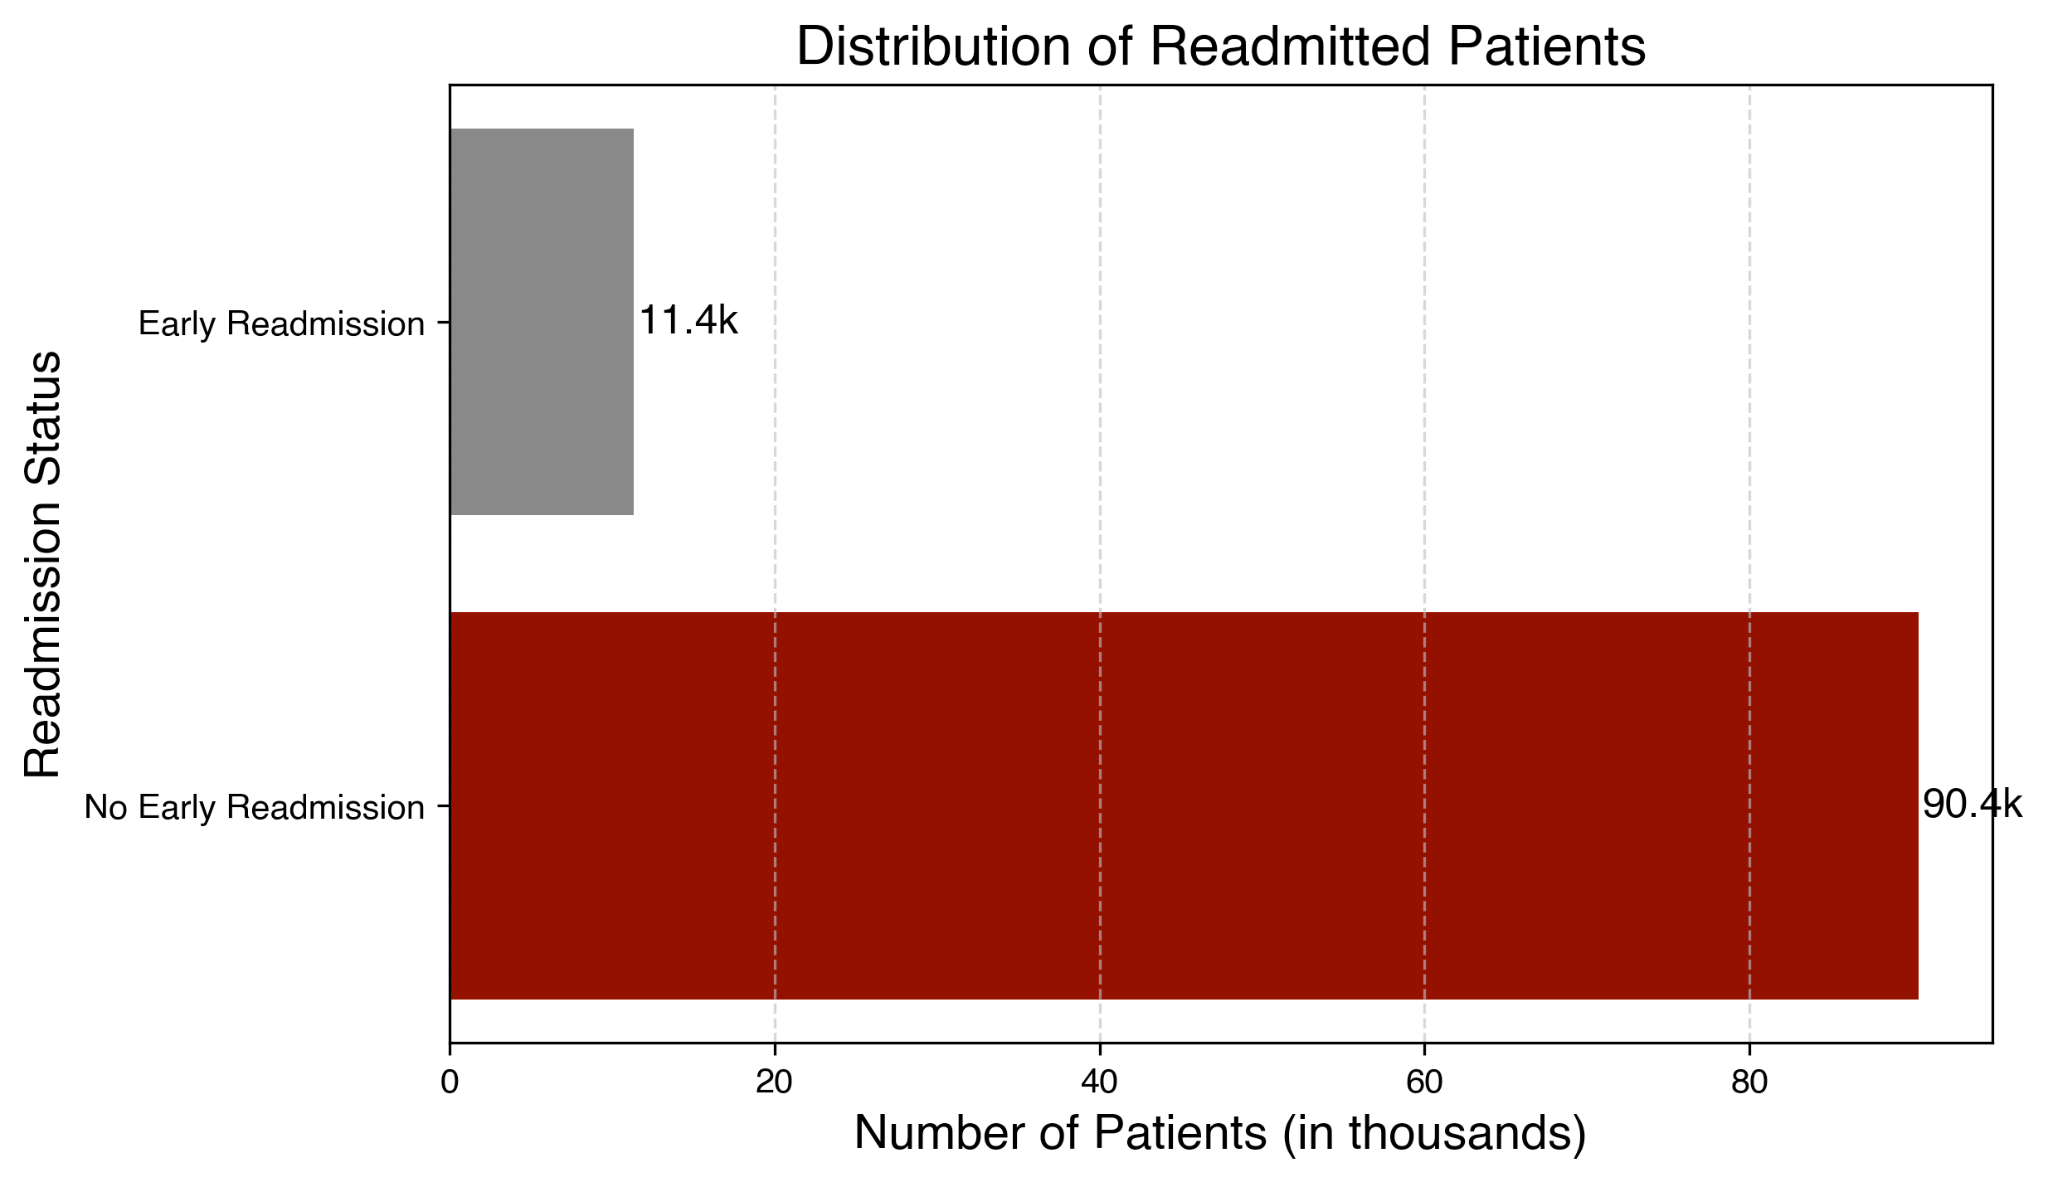 Distribution of Readmitted Patients
Readmission Status
Early Readmission
11.4k
No Early Readmission
90.4k
0 20 40 60 80
Number of Patients (in thousands)